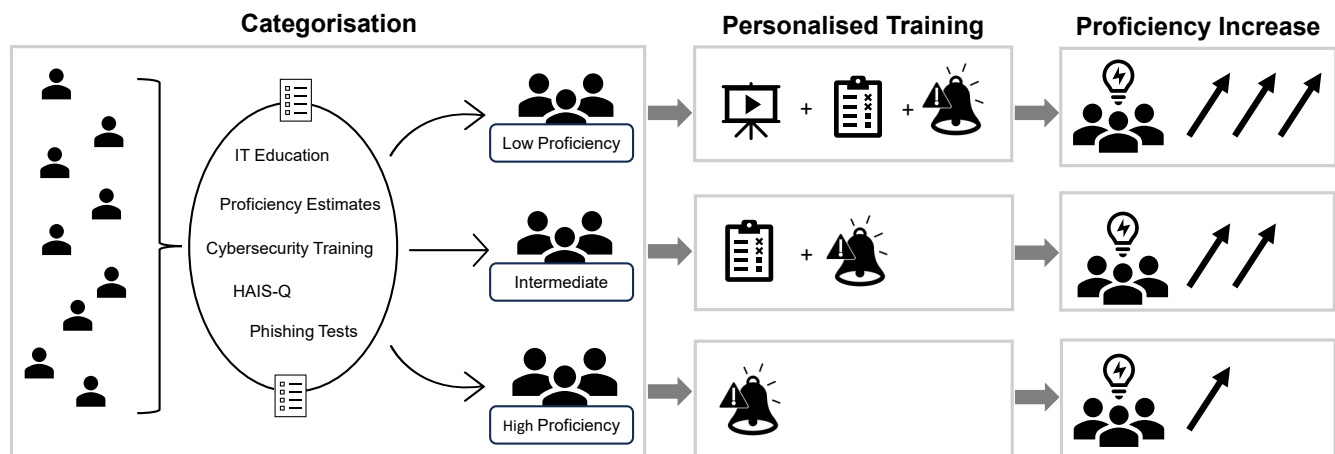 Categorisation
Personalised Training
Proficiency Increase
IT Education
Proficiency Estimates
Cybersecurity Training
HAIS-Q
Phishing Tests
Low Proficiency
Intermediate
High Proficiency
+
+
+